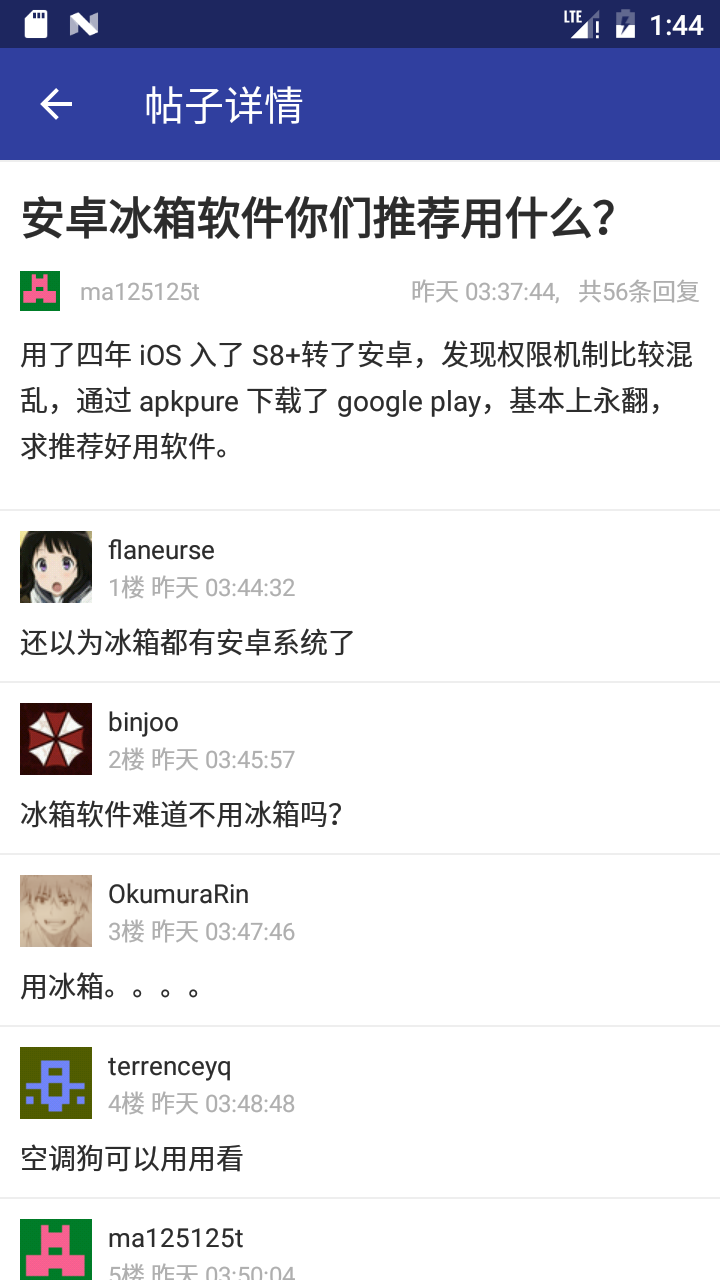 LTE 1:44
帖子详情
安卓冰箱软件你们推荐用什么？
ma125125t 昨天 03:37:44, 共56条回复
用了四年 iOS 入了 S8+转了安卓，发现权限机制比较混
乱，通过 apkpure 下载了 google play，基本上永翻，
求推荐好用软件。
flaneurse
1楼 昨天 03:44:32
还以为冰箱都有安卓系统了
binjoo
2楼 昨天 03:45:57
冰箱软件难道不用冰箱吗？
OkumuraRin
3楼 昨天 03:47:46
用冰箱。。。。
terrenceyq
4楼 昨天 03:48:48
空调狗可以用用看
ma125125t
5楼 昨天 03:50:04